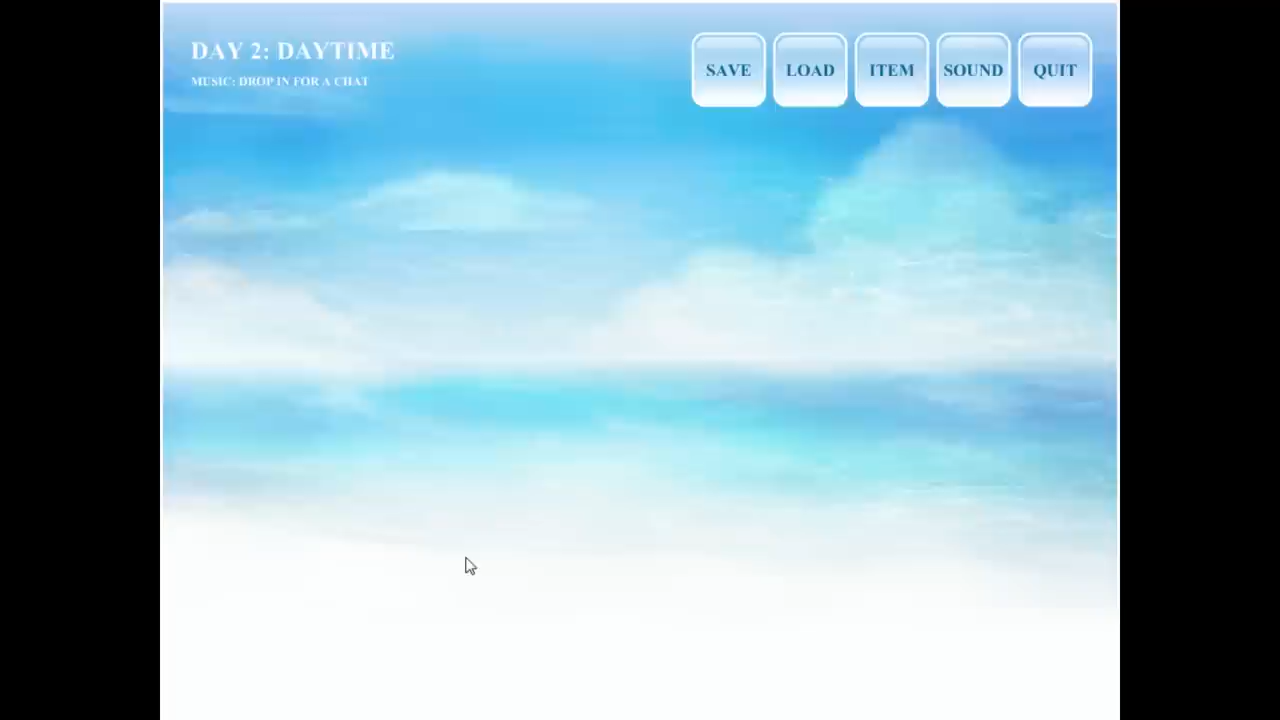 DAY 2: DAYTIME
MUSIC: DROP IN FOR A CHAT
SAVE
LOAD
ITEM
SOUND
QUIT